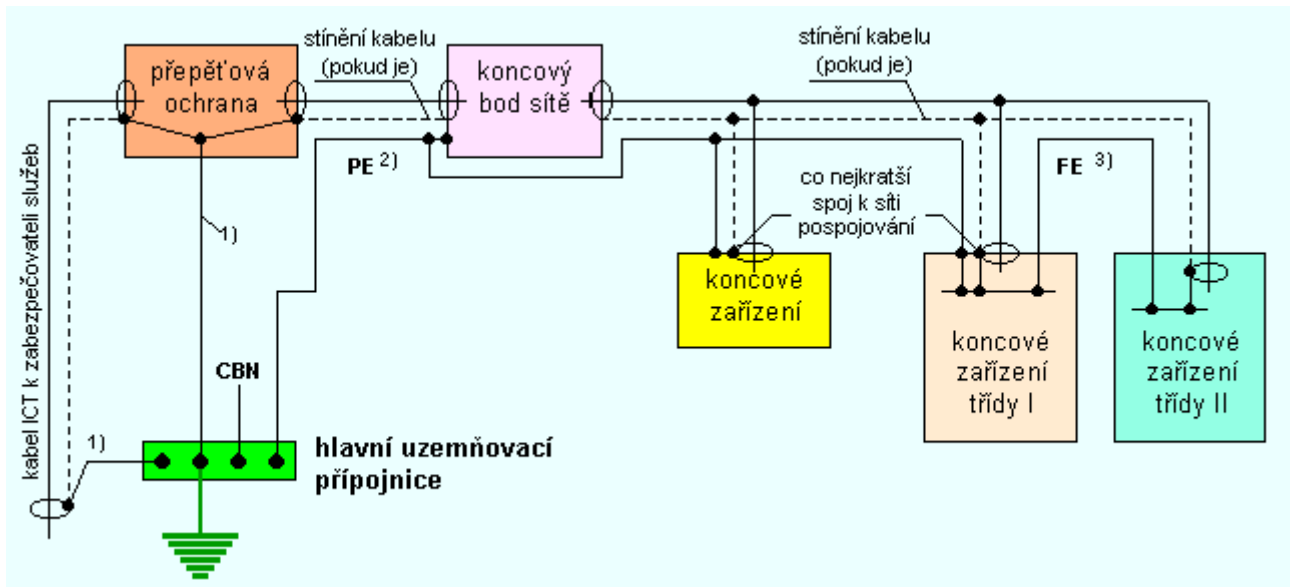 stínění kabelu
(pokud je)
stínění kabelu
(pokud je)
přepěťová
ochrana
koncový
bod sítě
PE 2)
FE 3)
co nejkratší
spoj k síti
pospojování
1)
koncové
zařízení
koncové
zařízení
třídy I
koncové
zařízení
třídy II
CBN
kabel ICT k zabezpečovateli služeb
1)
hlavní uzemňovací
přípojnice